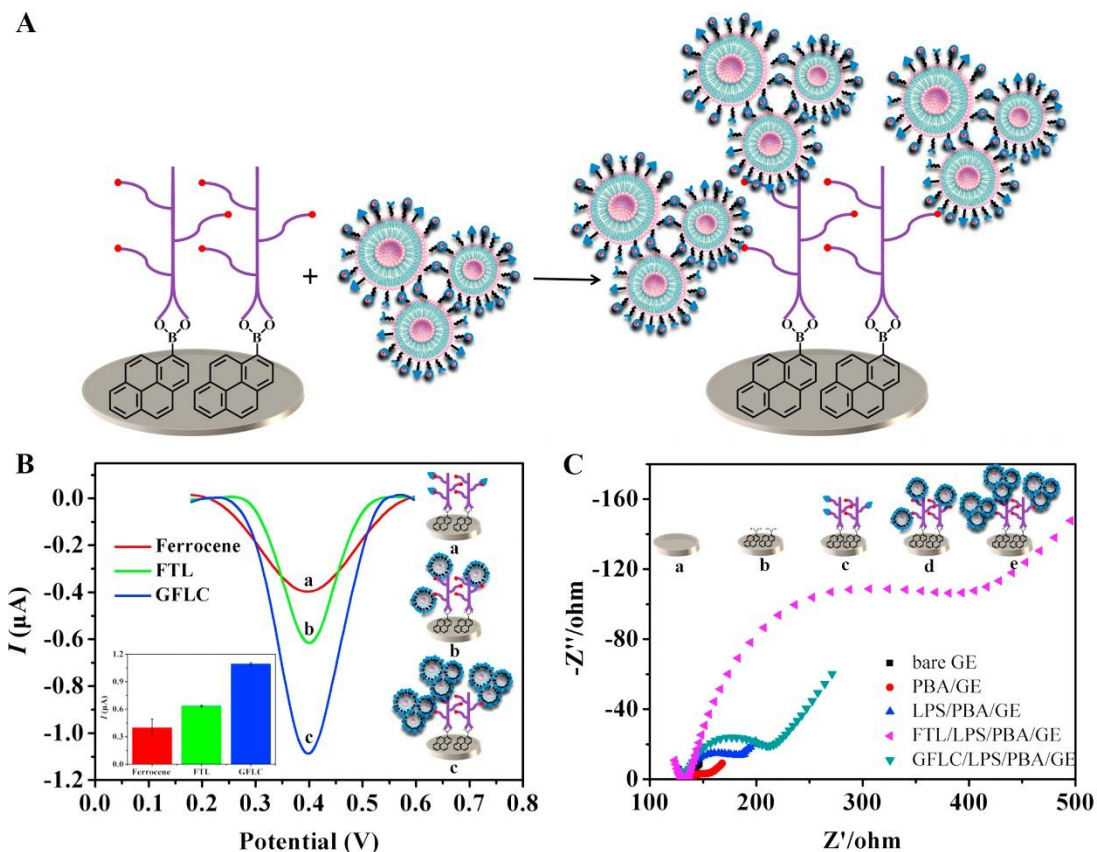 A
+
O O O O
B B
O O O O
B B
B
0.0
-0.2
-0.4
-0.6
-0.8
-1.0
-1.2
I (μA)
0.0 0.1 0.2 0.3 0.4 0.5 0.6 0.7 0.8
Potential (V)
Ferrocene
FTL
GFLC
a
b
c
a
b
c
1.2
0.9
0.6
0.3
0.0
I (μA)
Ferrocene FTL GFLC
C
-160
-120
-80
-40
0
-Z''/ohm
100 200 300 400 500
Z'/ohm
a b c d e
bare GE
PBA/GE
LPS/PBA/GE
FTL/LPS/PBA/GE
GFLC/LPS/PBA/GE